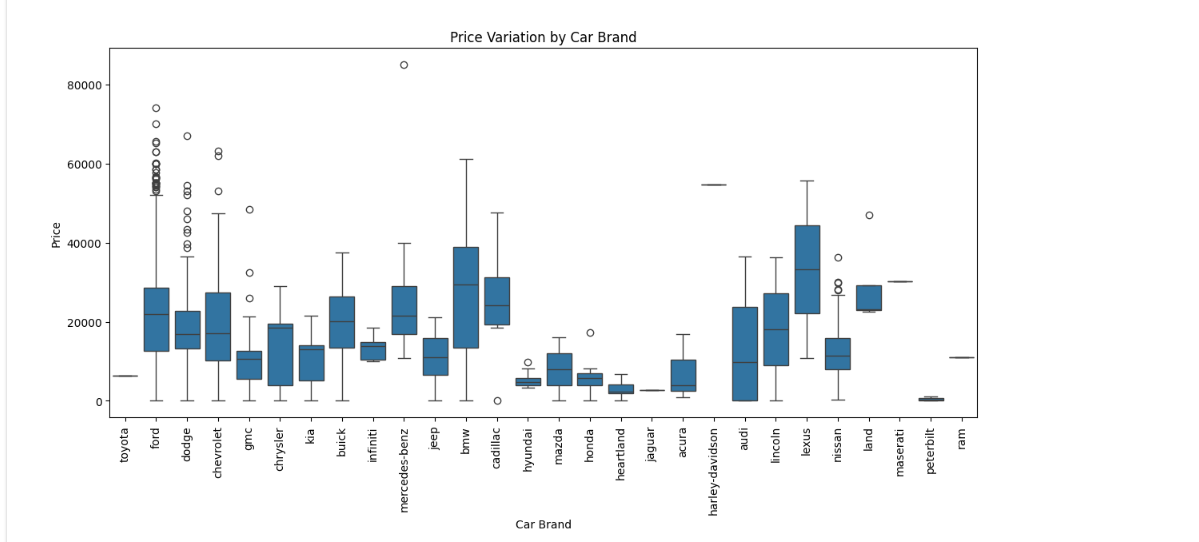 Price Variation by Car Brand
80000
60000
40000
20000
0
Price
toyota
ford
dodge
chevrolet
gmc
chrysler
kia
buick
infiniti
mercedes-benz
jeep
bmw
cadillac
hyundai
mazda
honda
heartland
jaguar
acura
harley-davidson
audi
lincoln
lexus
nissan
land
maserati
peterbilt
ram
Car Brand